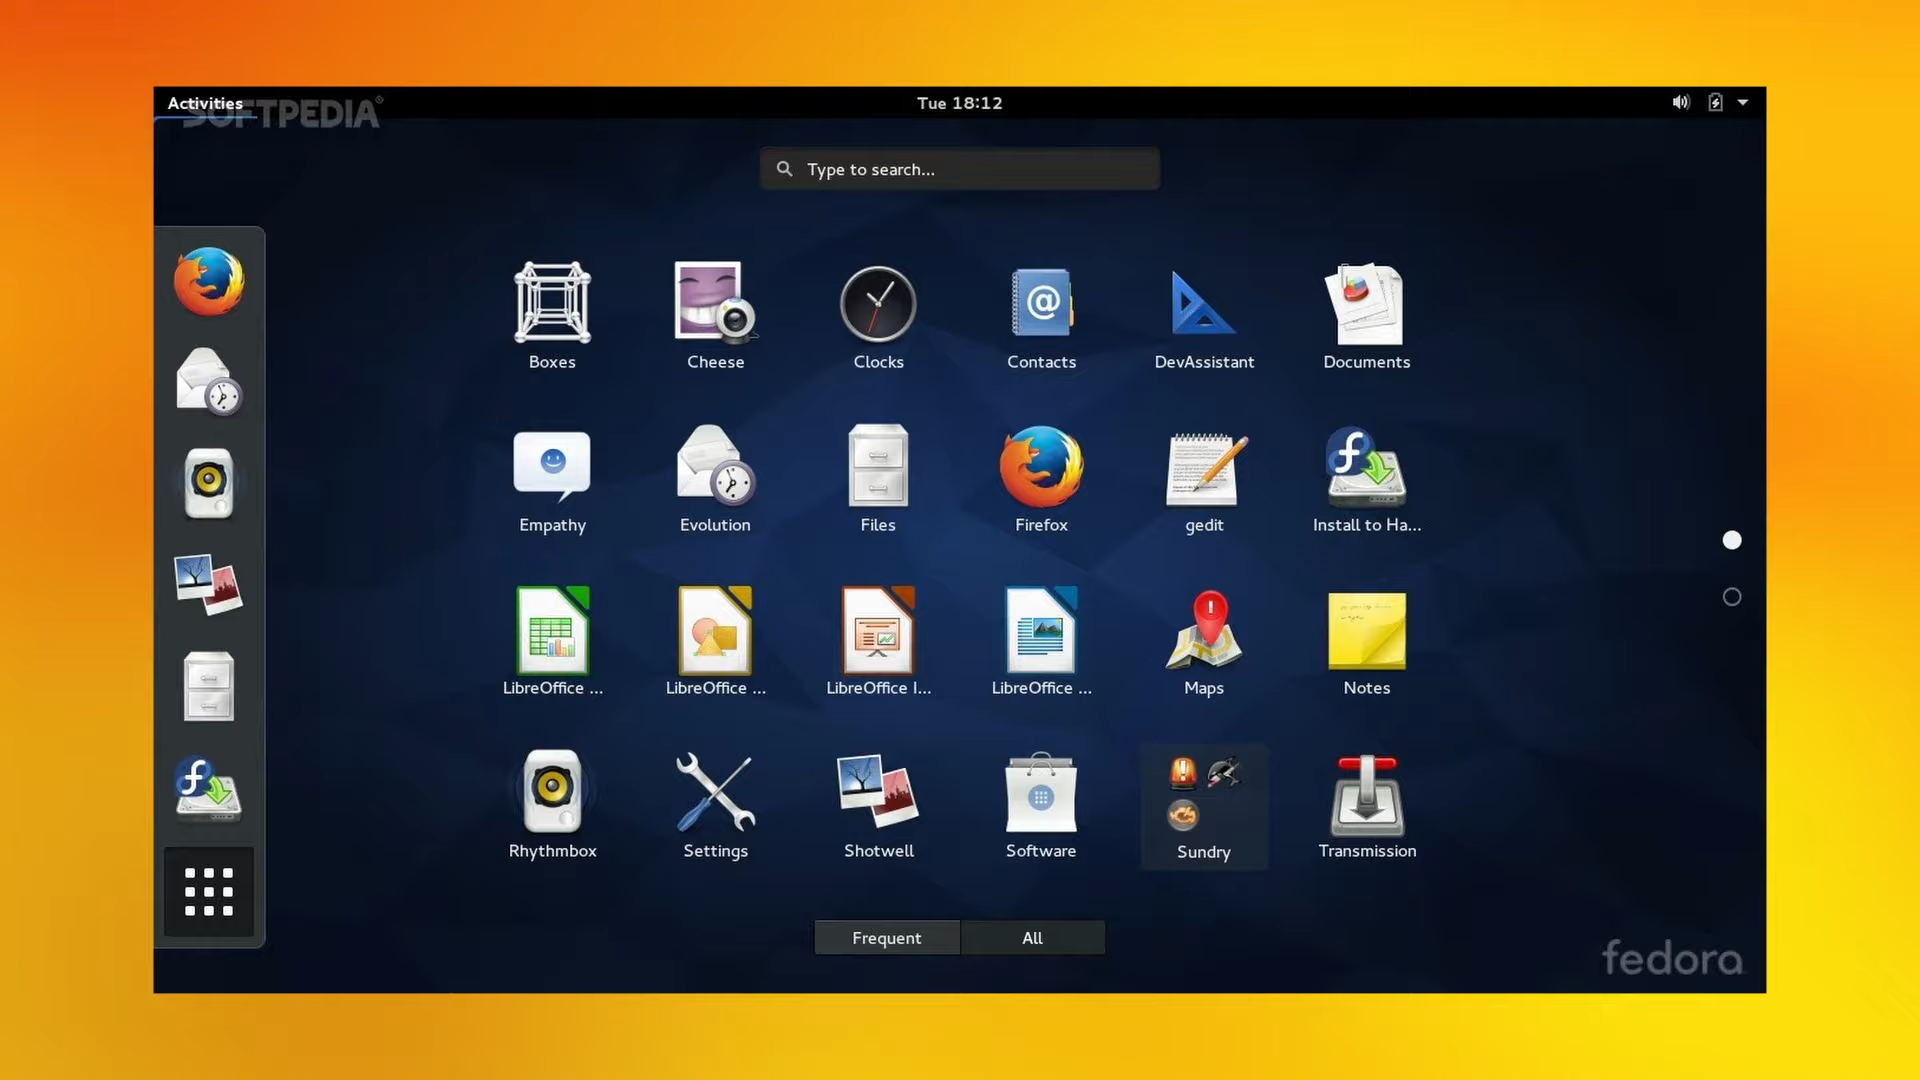 Activities
SOFTPEDIA®
Tue 18:12
Type to search...
Boxes
Cheese
Clocks
Contacts
DevAssistant
Documents
Empathy
Evolution
Files
Firefox
gedit
Install to Ha...
LibreOffice ...
LibreOffice ...
LibreOffice I...
LibreOffice ...
Maps
Notes
Rhythmbox
Settings
Shotwell
Software
Sundry
Transmission
Frequent
All
fedora